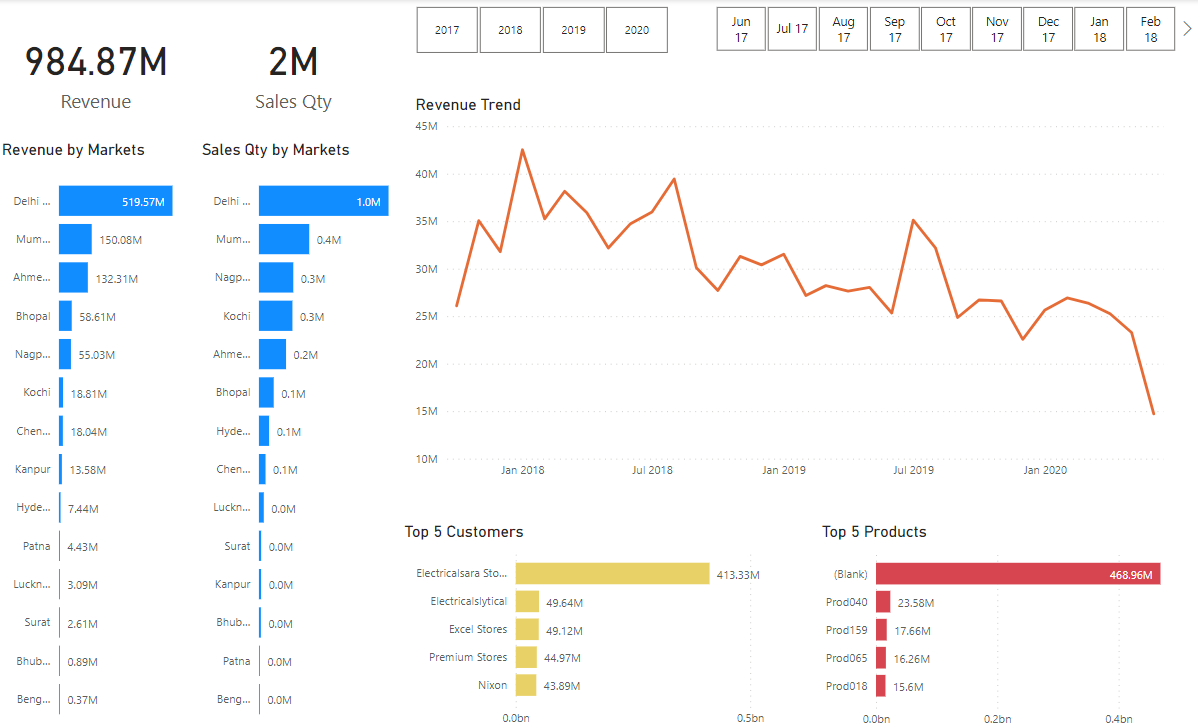 2017
2018
2019
2020
Jun
17
Jul 17
Aug
17
Sep
17
Oct
17
Nov
17
Dec
17
Jan
18
Feb
18
984.87M
Revenue
2M
Sales Qty
Revenue by Markets
Delhi ... 519.57M
Mum... 150.08M
Ahme... 132.31M
Bhopal 58.61M
Nagp... 55.03M
Kochi 18.81M
Chen... 18.04M
Kanpur 13.58M
Hyde... 7.44M
Patna 4.43M
Luckn... 3.09M
Surat 2.61M
Bhub... 0.89M
Beng... 0.37M
Sales Qty by Markets
Delhi ... 1.0M
Mum... 0.4M
Nagp... 0.3M
Kochi 0.3M
Ahme... 0.2M
Bhopal 0.1M
Hyde... 0.1M
Chen... 0.1M
Luckn... 0.0M
Surat 0.0M
Kanpur 0.0M
Bhub... 0.0M
Patna 0.0M
Beng... 0.0M
Revenue Trend
45M
40M
35M
30M
25M
20M
15M
10M
Jan 2018 Jul 2018 Jan 2019 Jul 2019 Jan 2020
Top 5 Customers
Electricalsara Sto... 413.33M
Electricalslytical 49.64M
Excel Stores 49.12M
Premium Stores 44.97M
Nixon 43.89M
0.0bn 0.5bn
Top 5 Products
(Blank) 468.96M
Prod040 23.58M
Prod159 17.66M
Prod065 16.26M
Prod018 15.6M
0.0bn 0.2bn 0.4bn